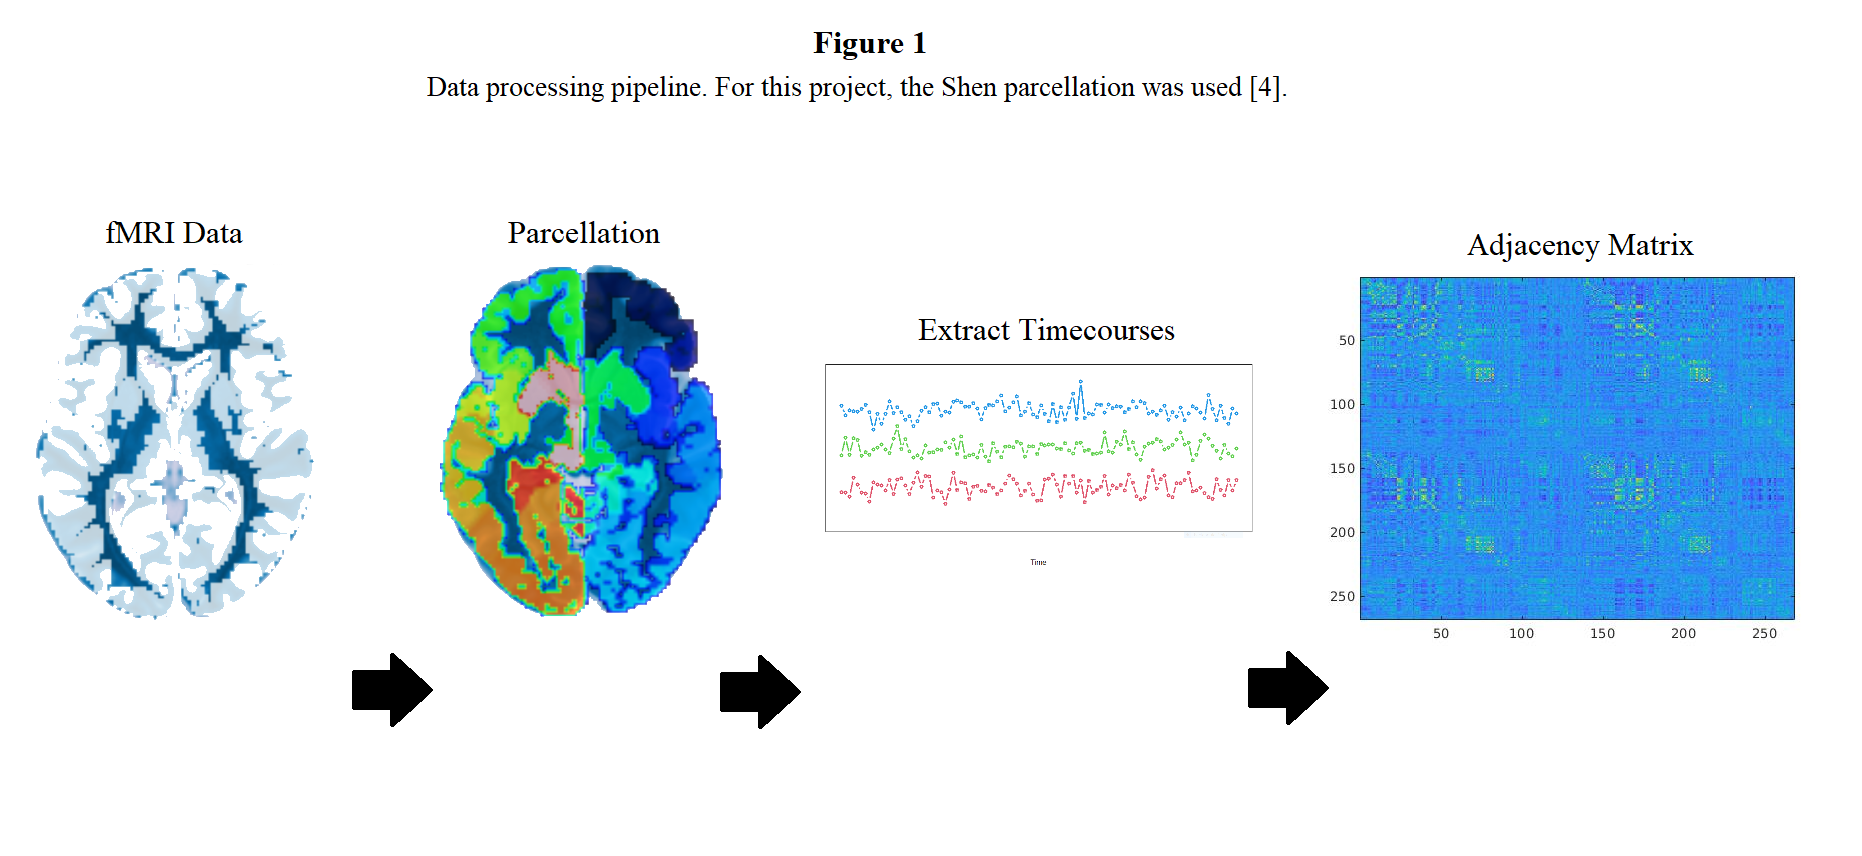 Figure 1
Data processing pipeline. For this project, the Shen parcellation was used [4].
fMRI Data
Parcellation
Extract Timecourses
Time
Adjacency Matrix
50
100
150
200
250
50
100
150
200
250